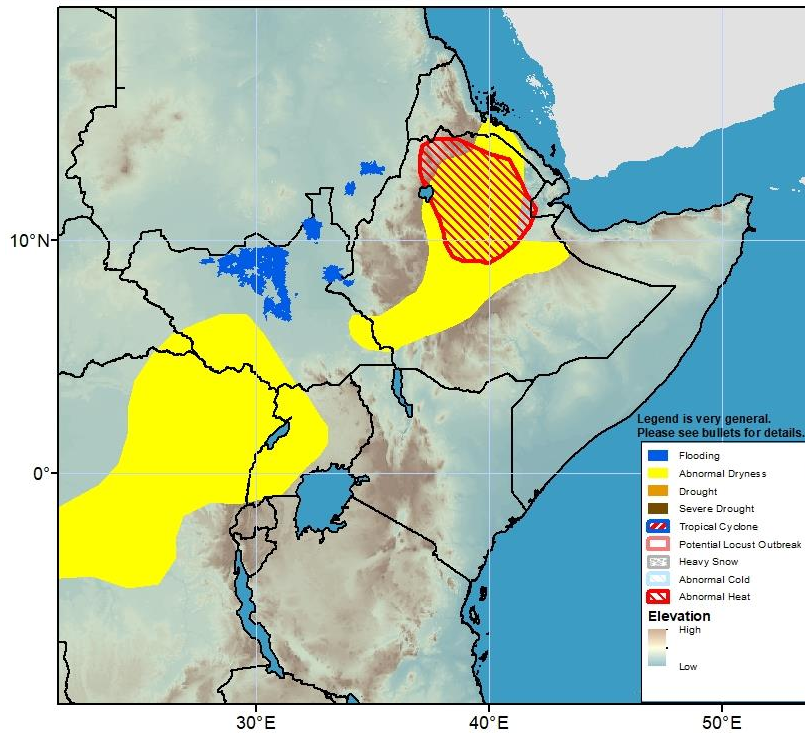 10°N
0°
30°E
40°E
50°E
Legend is very general.
Please see bullets for details.
Flooding
Abnormal Dryness
Drought
Severe Drought
Tropical Cyclone
Potential Locust Outbreak
Heavy Snow
Abnormal Cold
Abnormal Heat
Elevation
High
Low